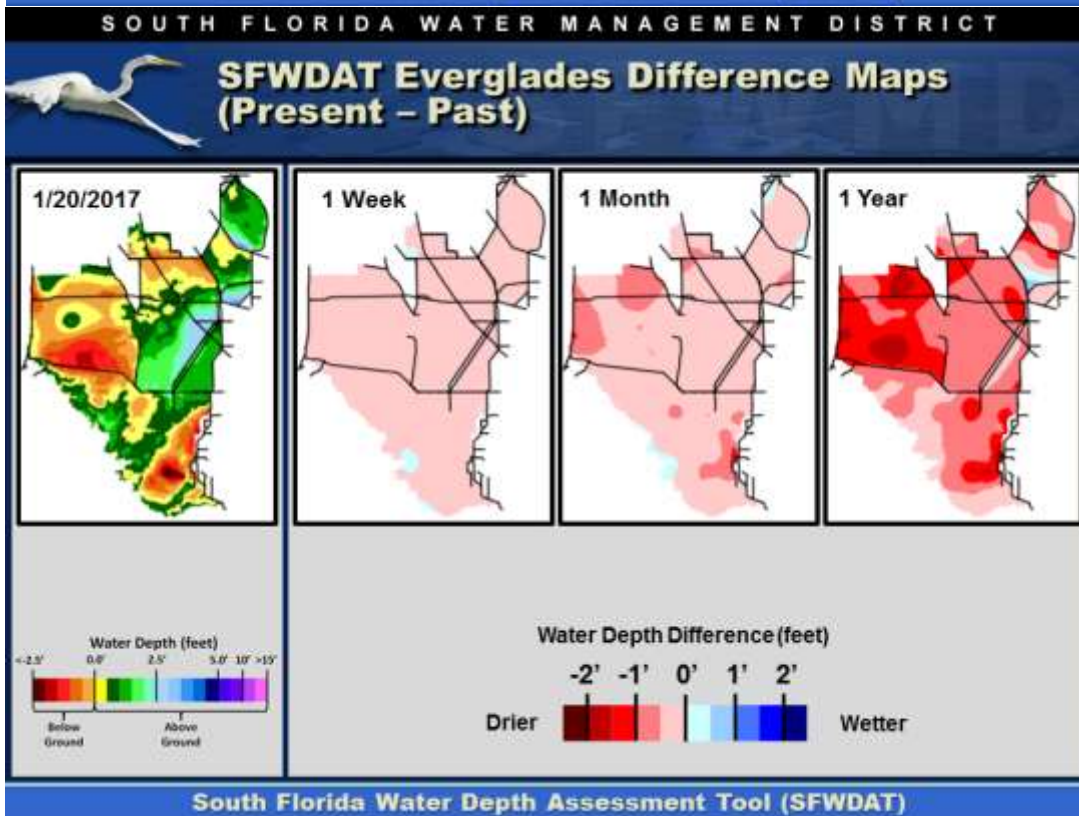 SOUTH FLORIDA WATER MANAGEMENT DISTRICT
SFWDAT Everglades Difference Maps
(Present – Past)
1/20/2017
1 Week
1 Month
1 Year
Water Depth (feet)
<-2.5' 0.0' 2.5' 5.0' 10' >15'
Below
Ground
Above
Ground
Water Depth Difference (feet)
-2' -1' 0' 1' 2'
Drier
Wetter
South Florida Water Depth Assessment Tool (SFWDAT)